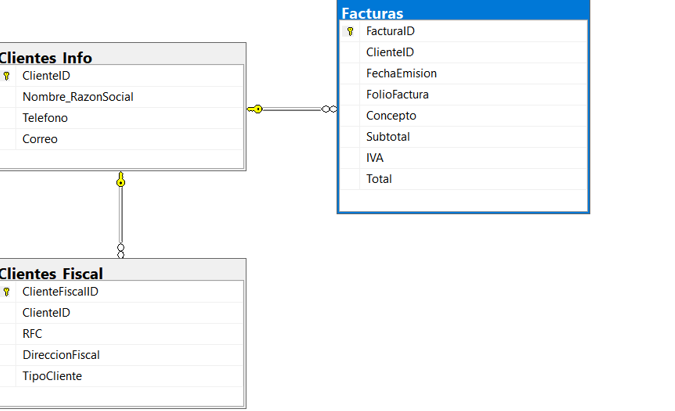 Facturas
FacturaID
ClienteID
FechaEmision
FolioFactura
Concepto
Subtotal
IVA
Total
Clientes_Info
ClienteID
Nombre_RazonSocial
Telefono
Correo
Clientes_Fiscal
ClienteFiscalID
ClienteID
RFC
DireccionFiscal
TipoCliente